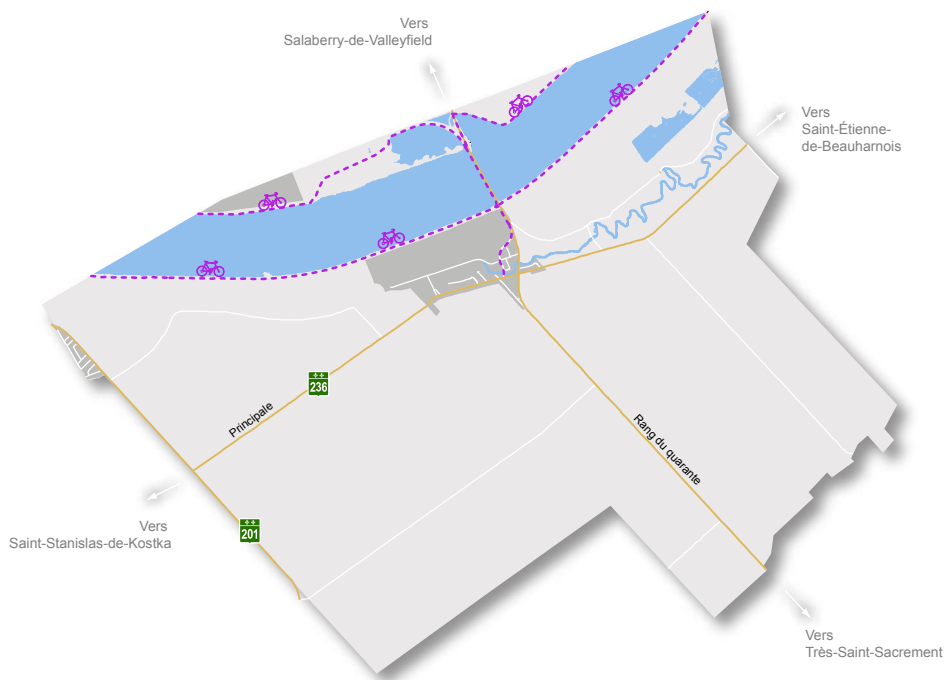 Vers
Salaberry-de-Valleyfield
Vers
Saint-Étienne-
de-Beauharnois
236
Principale
Rang du quarante
Vers
Saint-Stanislas-de-Kostka
201
Vers
Très-Saint-Sacrement